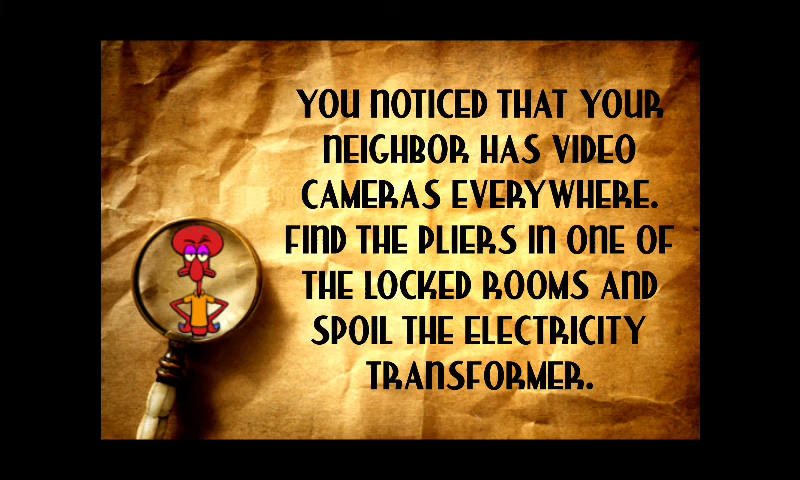 YOU NOTICED THAT YOUR
NEIGHBOR HAS VIDEO
CAMERAS EVERYWHERE.
FIND THE PLIERS IN ONE OF
THE LOCKED ROOMS AND
SPOIL THE ELECTRICITY
TRANSFORMER.